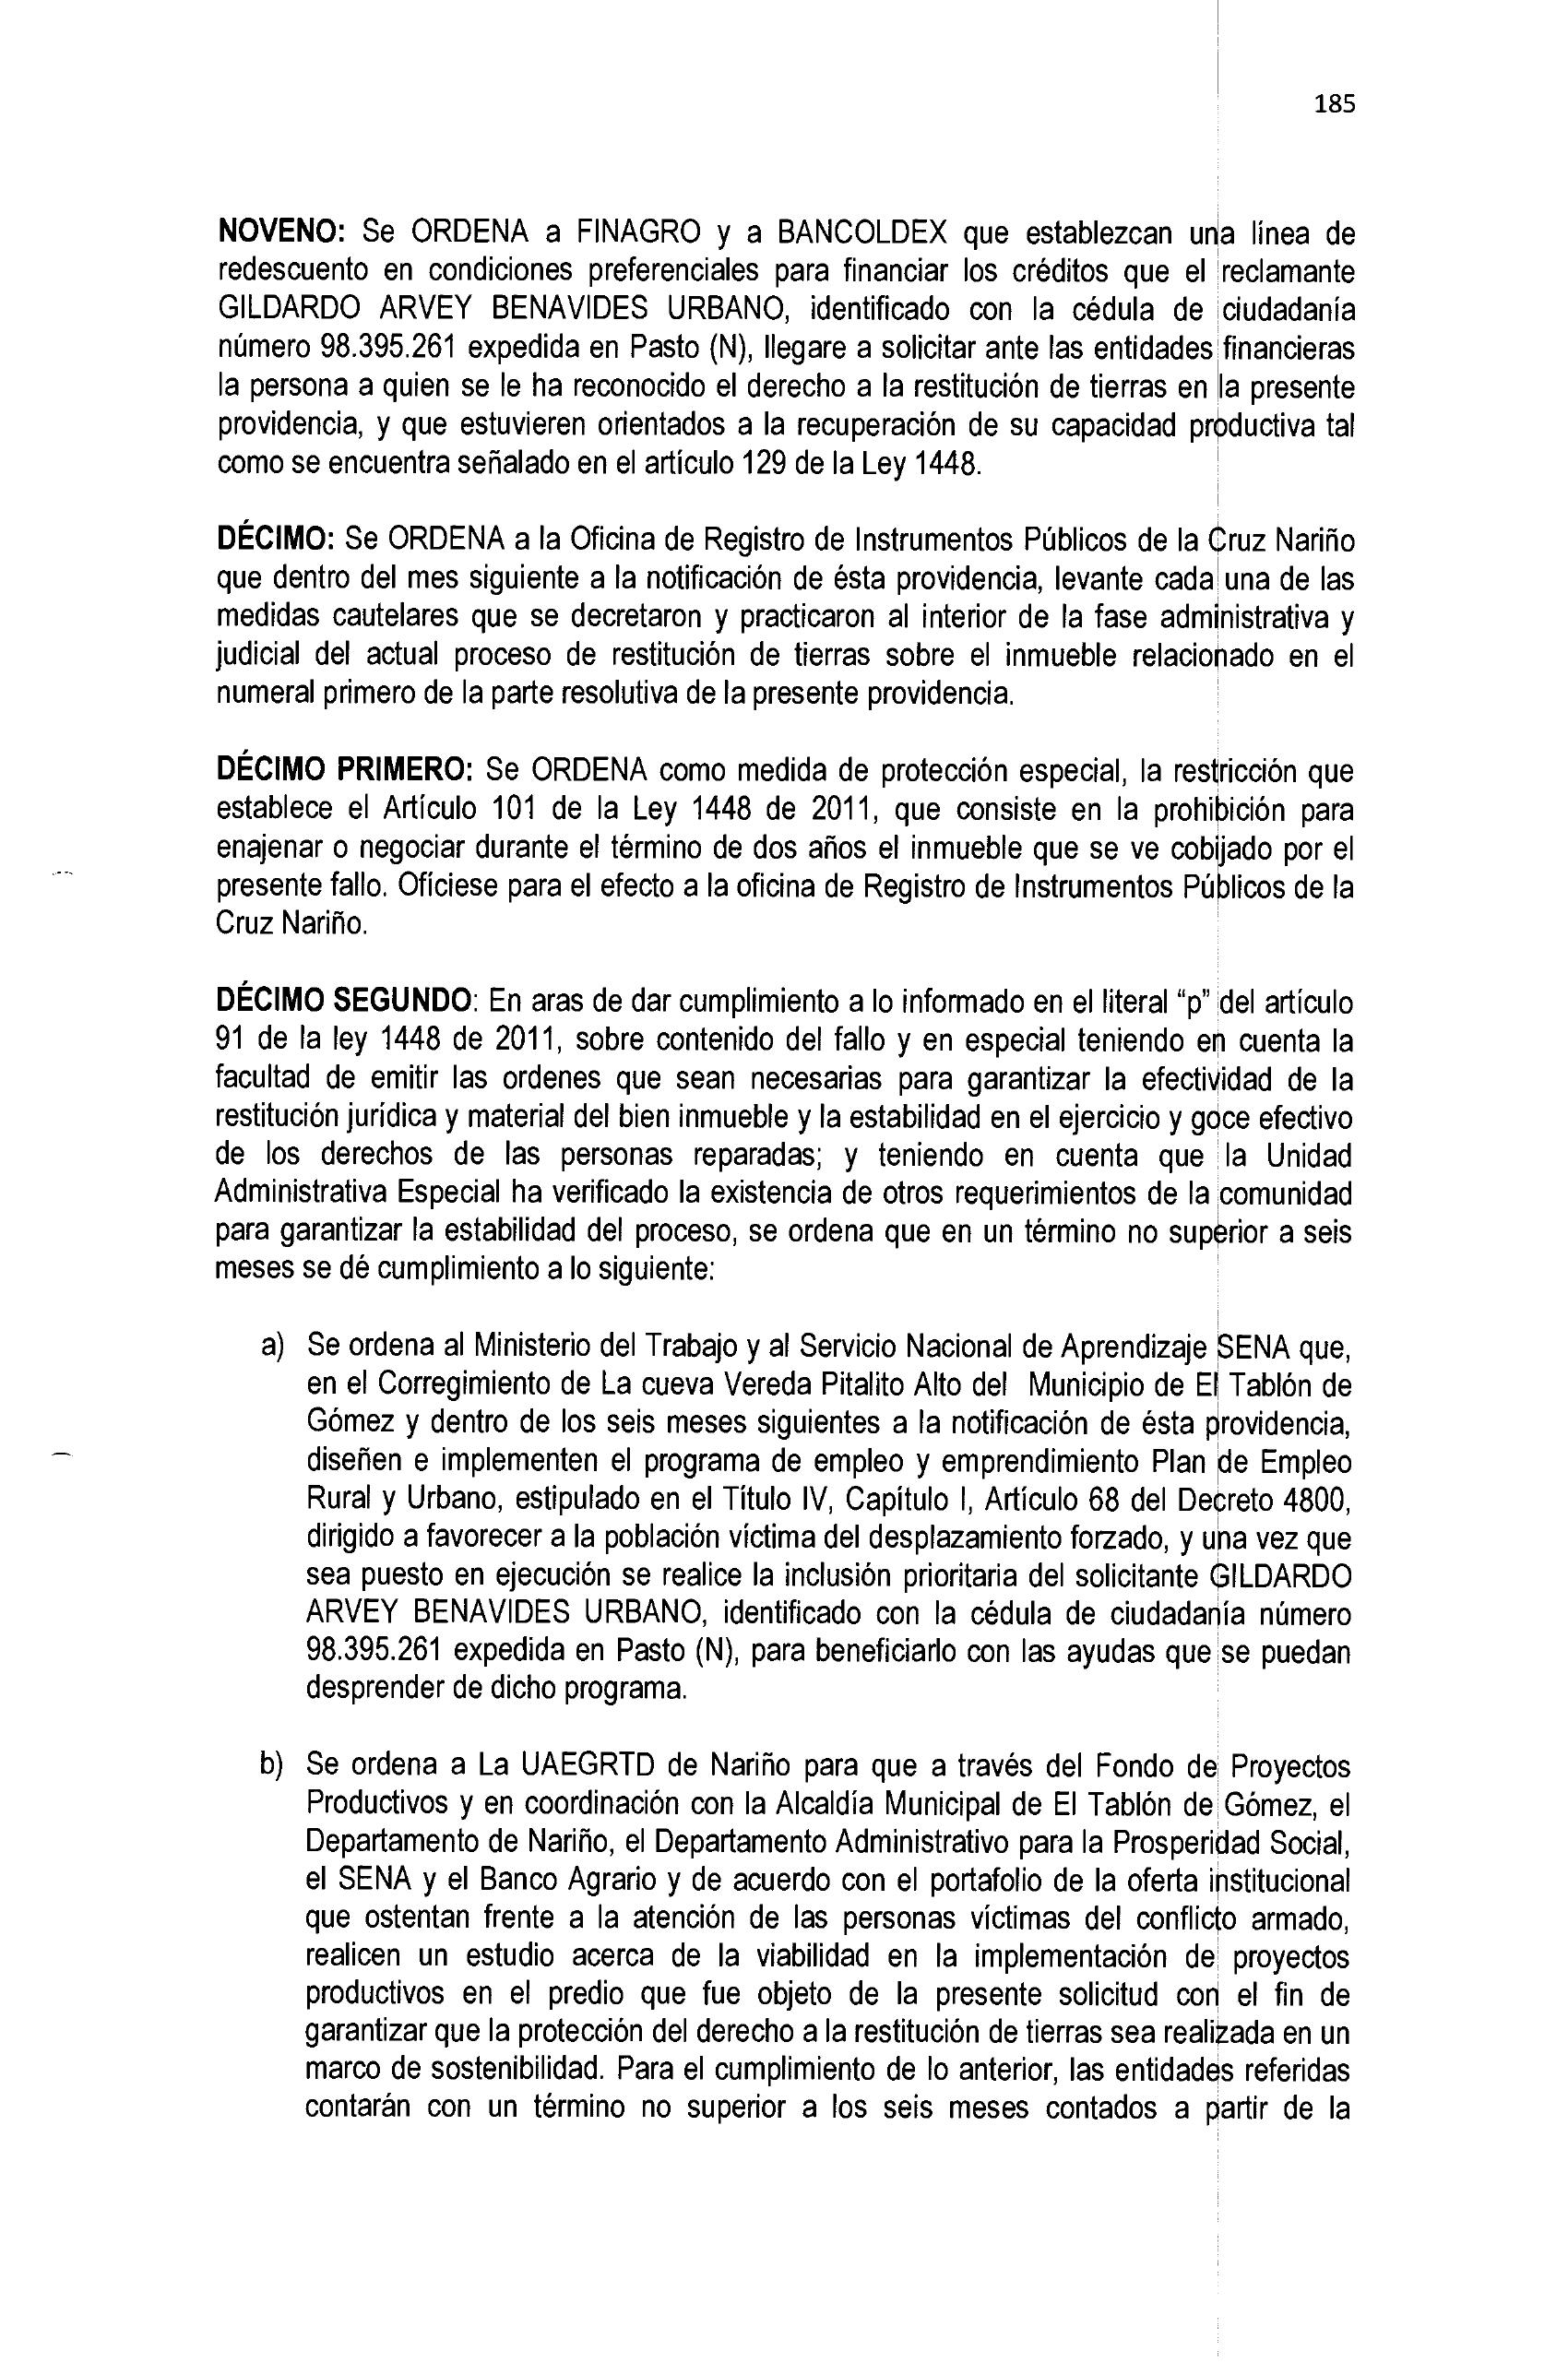 185
NOVENO: Se ORDENA a FINAGRO y a BANCOLDEX que establezcan una línea de
redescuento en condiciones preferenciales para financiar los créditos que el reclamante
GILDARDO ARVEY BENAVIDES URBANO, identificado con la cédula de ciudadanía
número 98.395.261 expedida en Pasto (N), llegare a solicitar ante las entidades financieras
la persona a quien se le ha reconocido el derecho a la restitución de tierras en la presente
providencia, y que estuvieren orientados a la recuperación de su capacidad productiva tal
como se encuentra señalado en el artículo 129 de la Ley 1448.
DÉCIMO: Se ORDENA a la Oficina de Registro de Instrumentos Públicos de la Cruz Nariño
que dentro del mes siguiente a la notificación de ésta providencia, levante cada una de las
medidas cautelares que se decretaron y practicaron al interior de la fase administrativa y
judicial del actual proceso de restitución de tierras sobre el inmueble relacionado en el
numeral primero de la parte resolutiva de la presente providencia.
DÉCIMO PRIMERO: Se ORDENA como medida de protección especial, la restricción que
establece el Artículo 101 de la Ley 1448 de 2011, que consiste en la prohibición para
enajenar o negociar durante el término de dos años el inmueble que se ve cobijado por el
presente fallo. Ofíciese para el efecto a la oficina de Registro de Instrumentos Públicos de la
Cruz Nariño.
DÉCIMO SEGUNDO: En aras de dar cumplimiento a lo informado en el literal “p” del artículo
91 de la ley 1448 de 2011, sobre contenido del fallo y en especial teniendo en cuenta la
facultad de emitir las ordenes que sean necesarias para garantizar la efectividad de la
restitución jurídica y material del bien inmueble y la estabilidad en el ejercicio y goce efectivo
de los derechos de las personas reparadas; y teniendo en cuenta que la Unidad
Administrativa Especial ha verificado la existencia de otros requerimientos de la comunidad
para garantizar la estabilidad del proceso, se ordena que en un término no superior a seis
meses se dé cumplimiento a lo siguiente:
a) Se ordena al Ministerio del Trabajo y al Servicio Nacional de Aprendizaje SENA que,
en el Corregimiento de La cueva Vereda Pitalito Alto del Municipio de El Tablón de
Gómez y dentro de los seis meses siguientes a la notificación de ésta providencia,
diseñen e implementen el programa de empleo y emprendimiento Plan de Empleo
Rural y Urbano, estipulado en el Título IV, Capítulo I, Artículo 68 del Decreto 4800,
dirigido a favorecer a la población víctima del desplazamiento forzado, y una vez que
sea puesto en ejecución se realice la inclusión prioritaria del solicitante GILDARDO
ARVEY BENAVIDES URBANO, identificado con la cédula de ciudadanía número
98.395.261 expedida en Pasto (N), para beneficiarlo con las ayudas que se puedan
desprender de dicho programa.
b) Se ordena a La UAEGRTD de Nariño para que a través del Fondo de Proyectos
Productivos y en coordinación con la Alcaldía Municipal de El Tablón de Gómez, el
Departamento de Nariño, el Departamento Administrativo para la Prosperidad Social,
el SENA y el Banco Agrario y de acuerdo con el portafolio de la oferta institucional
que ostentan frente a la atención de las personas víctimas del conflicto armado,
realicen un estudio acerca de la viabilidad en la implementación de proyectos
productivos en el predio que fue objeto de la presente solicitud con el fin de
garantizar que la protección del derecho a la restitución de tierras sea realizada en un
marco de sostenibilidad. Para el cumplimiento de lo anterior, las entidades referidas
contarán con un término no superior a los seis meses contados a partir de la